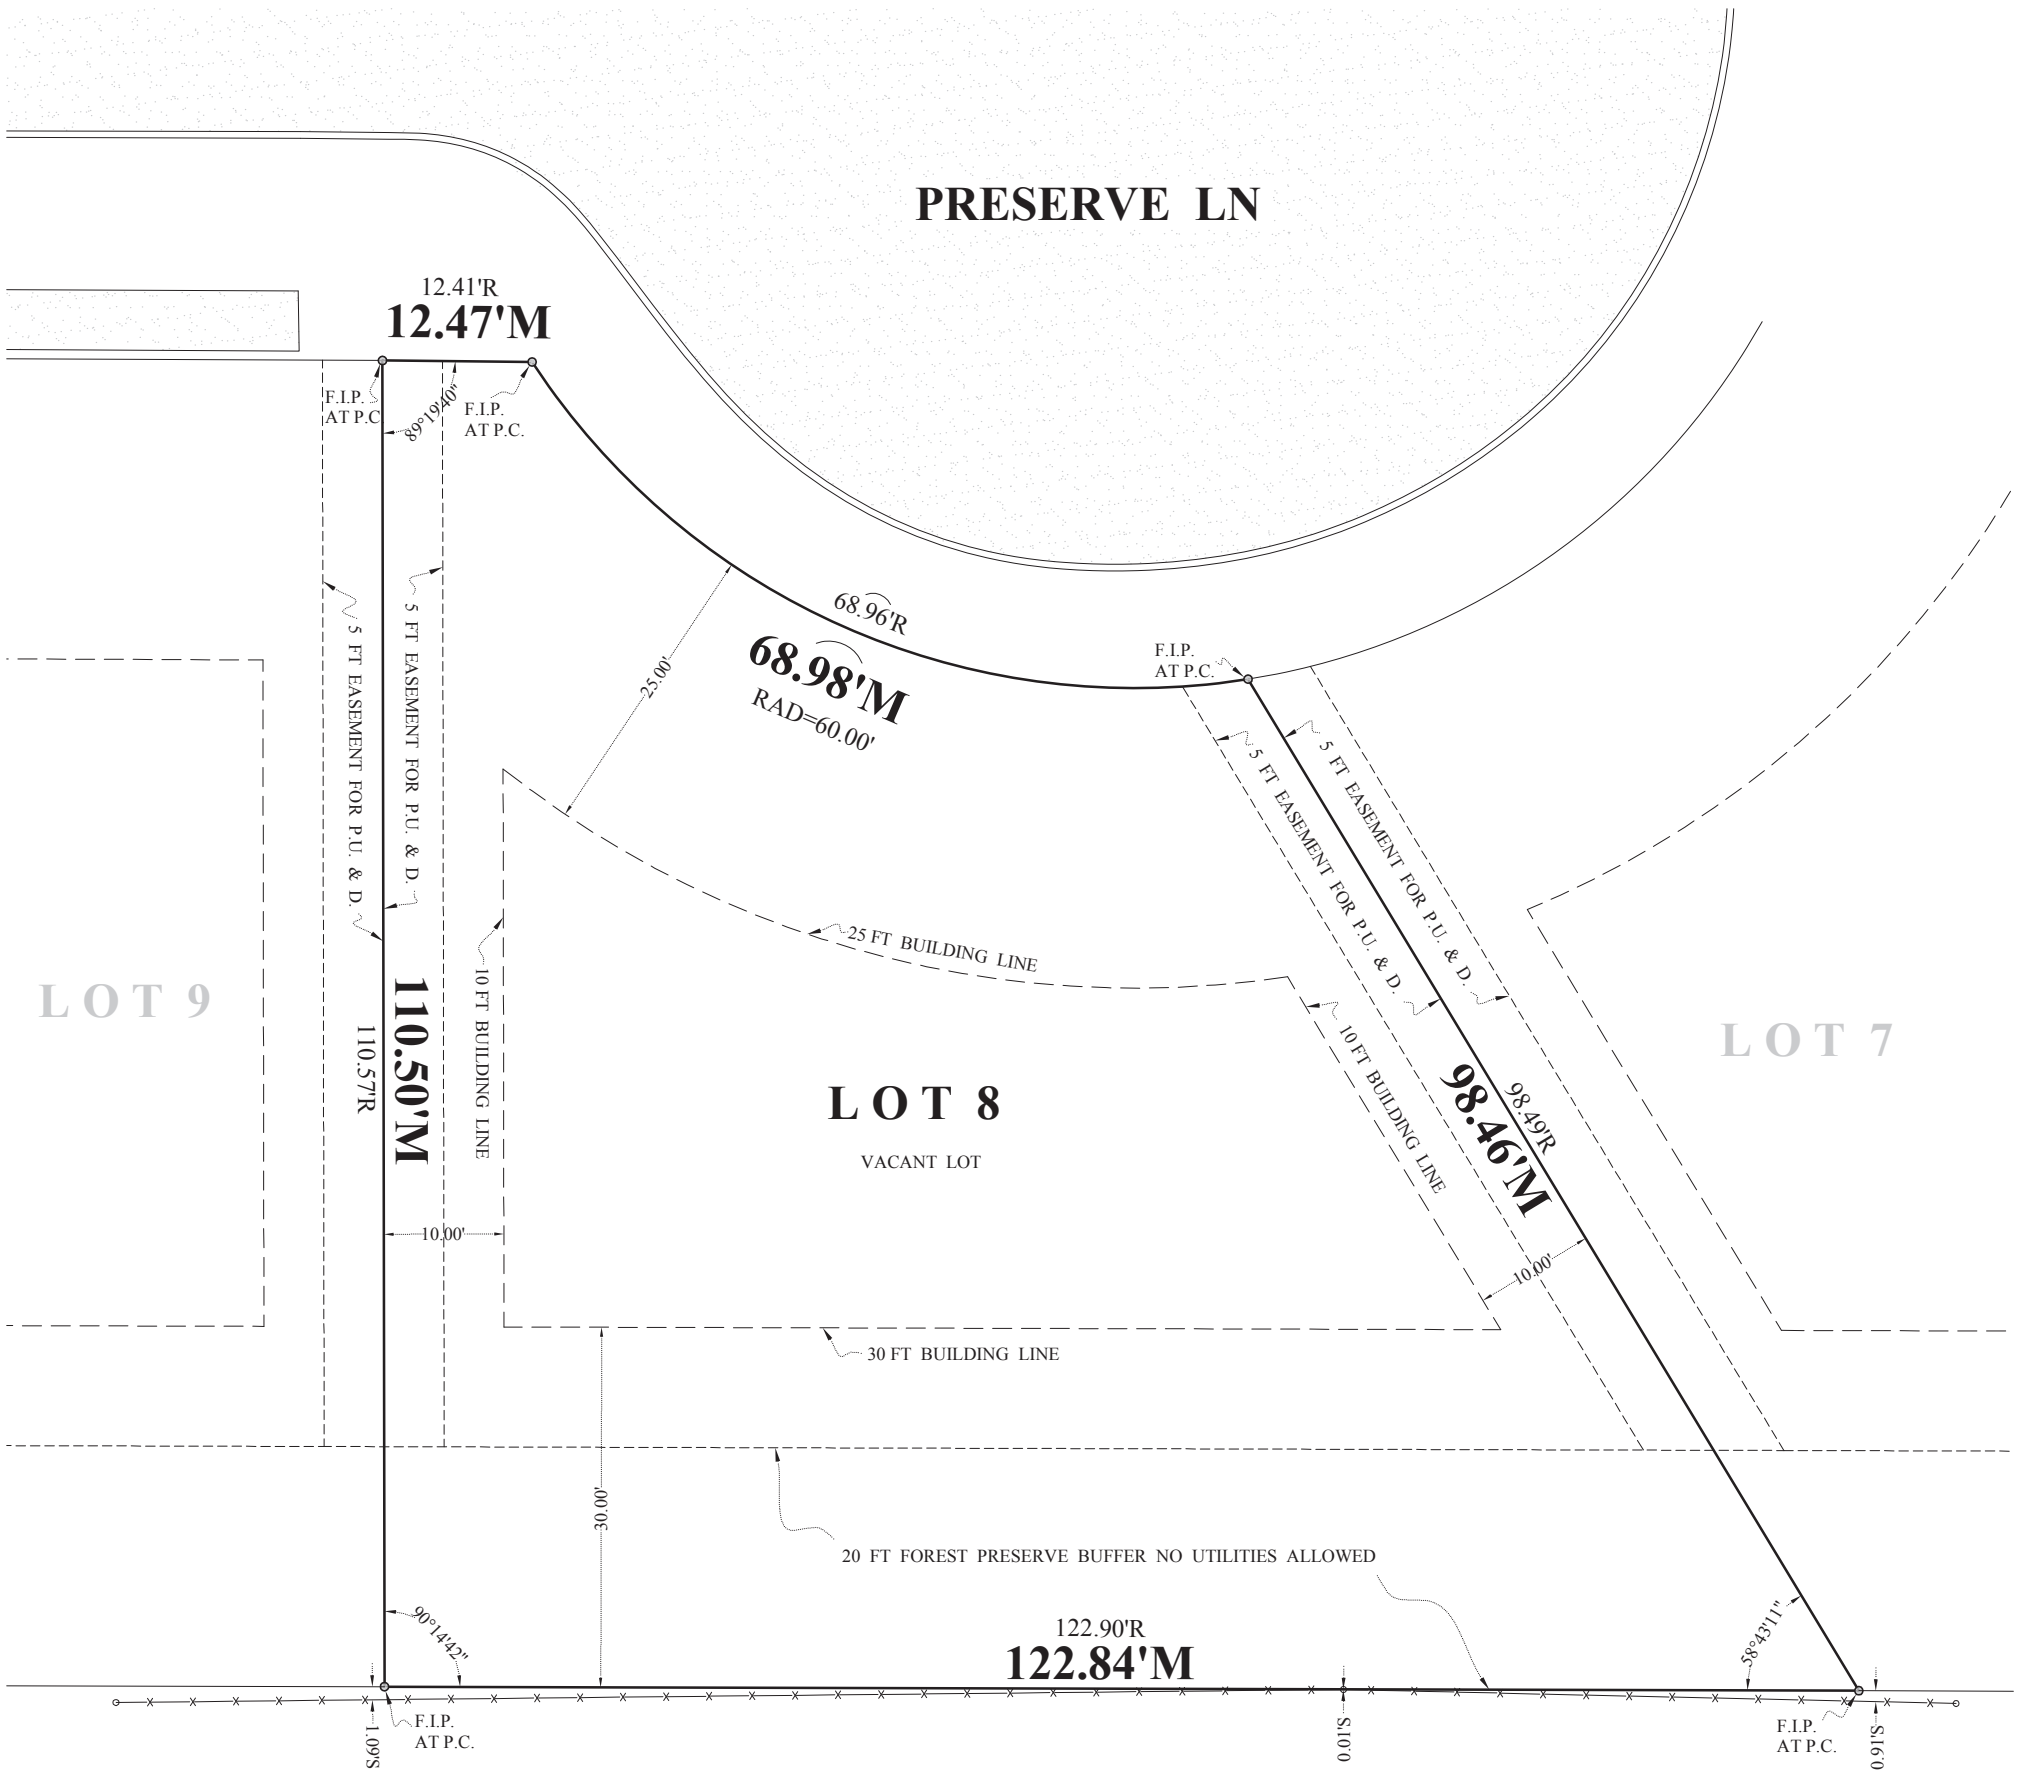 PRESERVE LN
12.41'R
12.47'M
F.I.P.
AT P.C
89°19'40"
F.I.P.
AT P.C.
68.96'R
68.98'M
RAD=60.00'
25.00'
F.I.P.
AT P.C.
5 FT EASEMENT FOR P.U. & D.
5 FT EASEMENT FOR P.U. & D.
5 FT EASEMENT FOR P.U. & D.
5 FT EASEMENT FOR P.U. & D.
25 FT BUILDING LINE
LOT 9
110.57'R
110.50'M
10 FT BUILDING LINE
LOT 8
VACANT LOT
10 FT BUILDING LINE
98.49'R
98.46'M
LOT 7
10.00'
10.00'
30 FT BUILDING LINE
30.00'
20 FT FOREST PRESERVE BUFFER NO UTILITIES ALLOWED
90°14'42"
122.90'R
122.84'M
58°43'11"
1.09'S
F.I.P.
AT P.C.
0.01'S
F.I.P.
AT P.C.
0.91'S